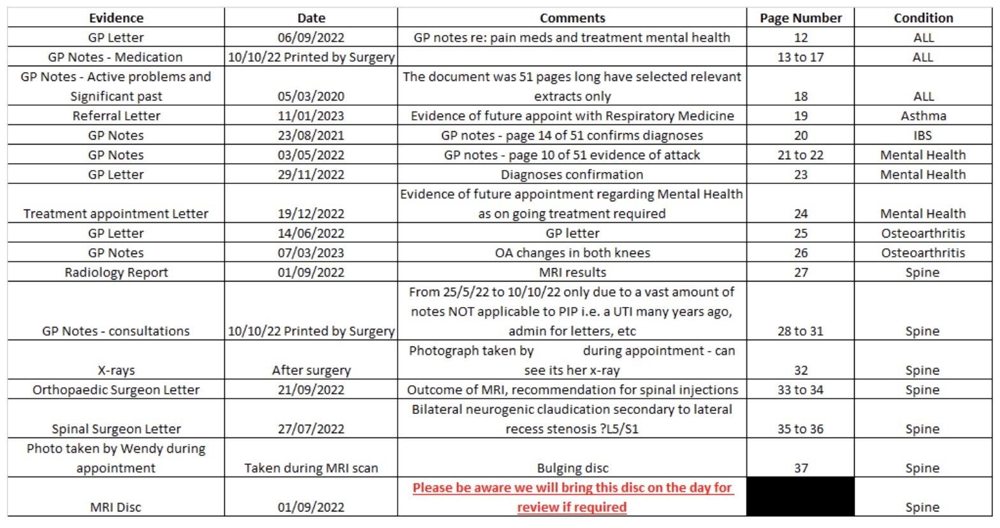 Evidence Date Comments Page Number Condition
GP Letter 06/09/2022 GP notes re: pain meds and treatment mental health 12 ALL
GP Notes - Medication 10/10/22 Printed by Surgery 13 to 17 ALL
GP Notes - Active problems and The document was 51 pages long have selected relevant
Significant past 05/03/2020 extracts only 18 ALL
Referral Letter 11/01/2023 Evidence of future appoint with Respiratory Medicine 19 Asthma
GP Notes 23/08/2021 GP notes - page 14 of 51 confirms diagnoses 20 IBS
GP Notes 03/05/2022 GP notes - page 10 of 51 evidence of attack 21 to 22 Mental Health
GP Letter 29/11/2022 Diagnoses confirmation 23 Mental Health
Evidence of future appointment regarding Mental Health
Treatment appointment Letter 19/12/2022 as on going treatment required 24 Mental Health
GP Letter 14/06/2022 GP letter 25 Osteoarthritis
GP Notes 07/03/2023 OA changes in both knees 26 Osteoarthritis
Radiology Report 01/09/2022 MRI results 27 Spine
From 25/5/22 to 10/10/22 only due to a vast amount of
notes NOT applicable to PIP i.e. a UTI many years ago,
GP Notes - consultations 10/10/22 Printed by Surgery admin for letters, etc 28 to 31 Spine
Photograph taken by during appointment - can
X-rays After surgery see its her x-ray 32 Spine
Orthopaedic Surgeon Letter 21/09/2022 Outcome of MRI, recommendation for spinal injections 33 to 34 Spine
Bilateral neurogenic claudication secondary to lateral
Spinal Surgeon Letter 27/07/2022 recess stenosis ?L5/S1 35 to 36 Spine
Photo taken by Wendy during
appointment Taken during MRI scan Bulging disc 37 Spine
Please be aware we will bring this disc on the day for
MRI Disc 01/09/2022 review if required Spine